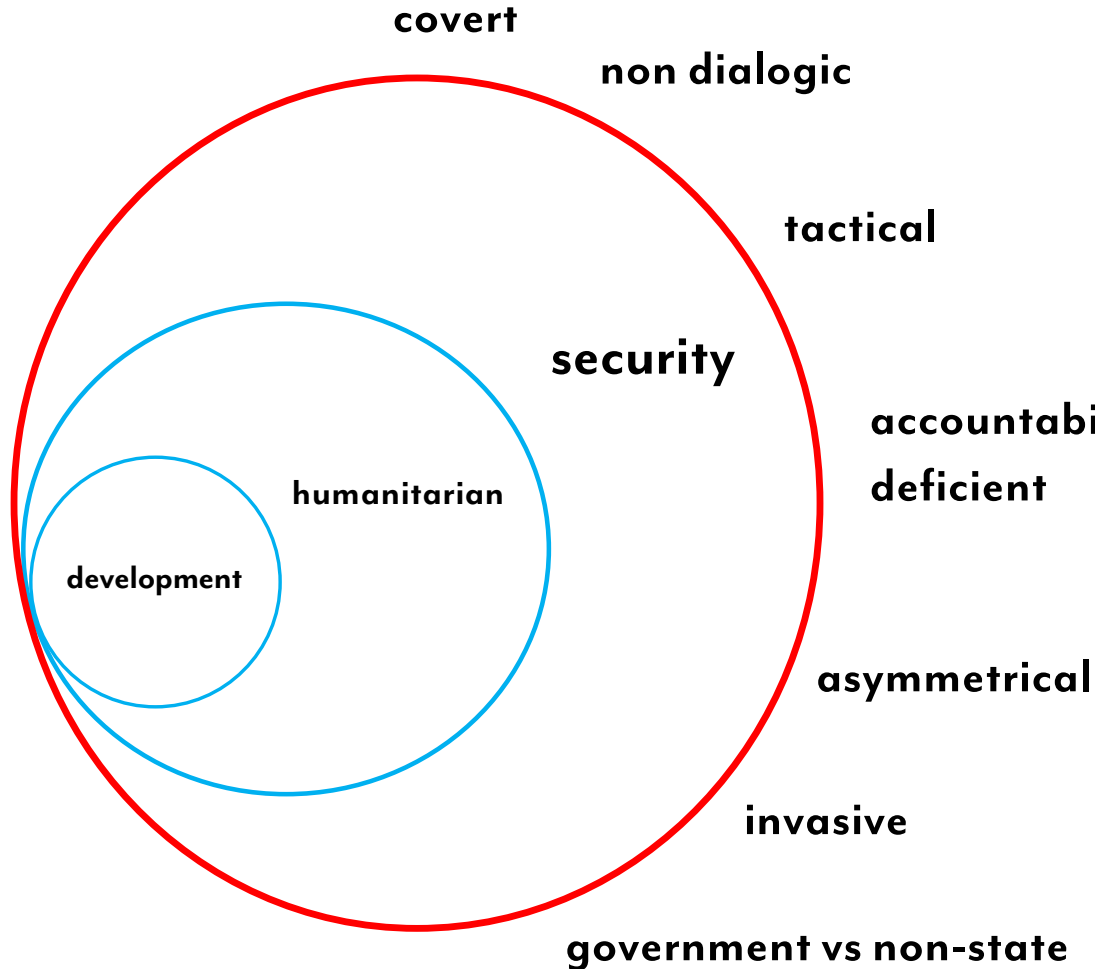 covert
non dialogic
tactical
security
accountabi
deficient
humanitarian
development
asymmetrical
invasive
government vs non-state